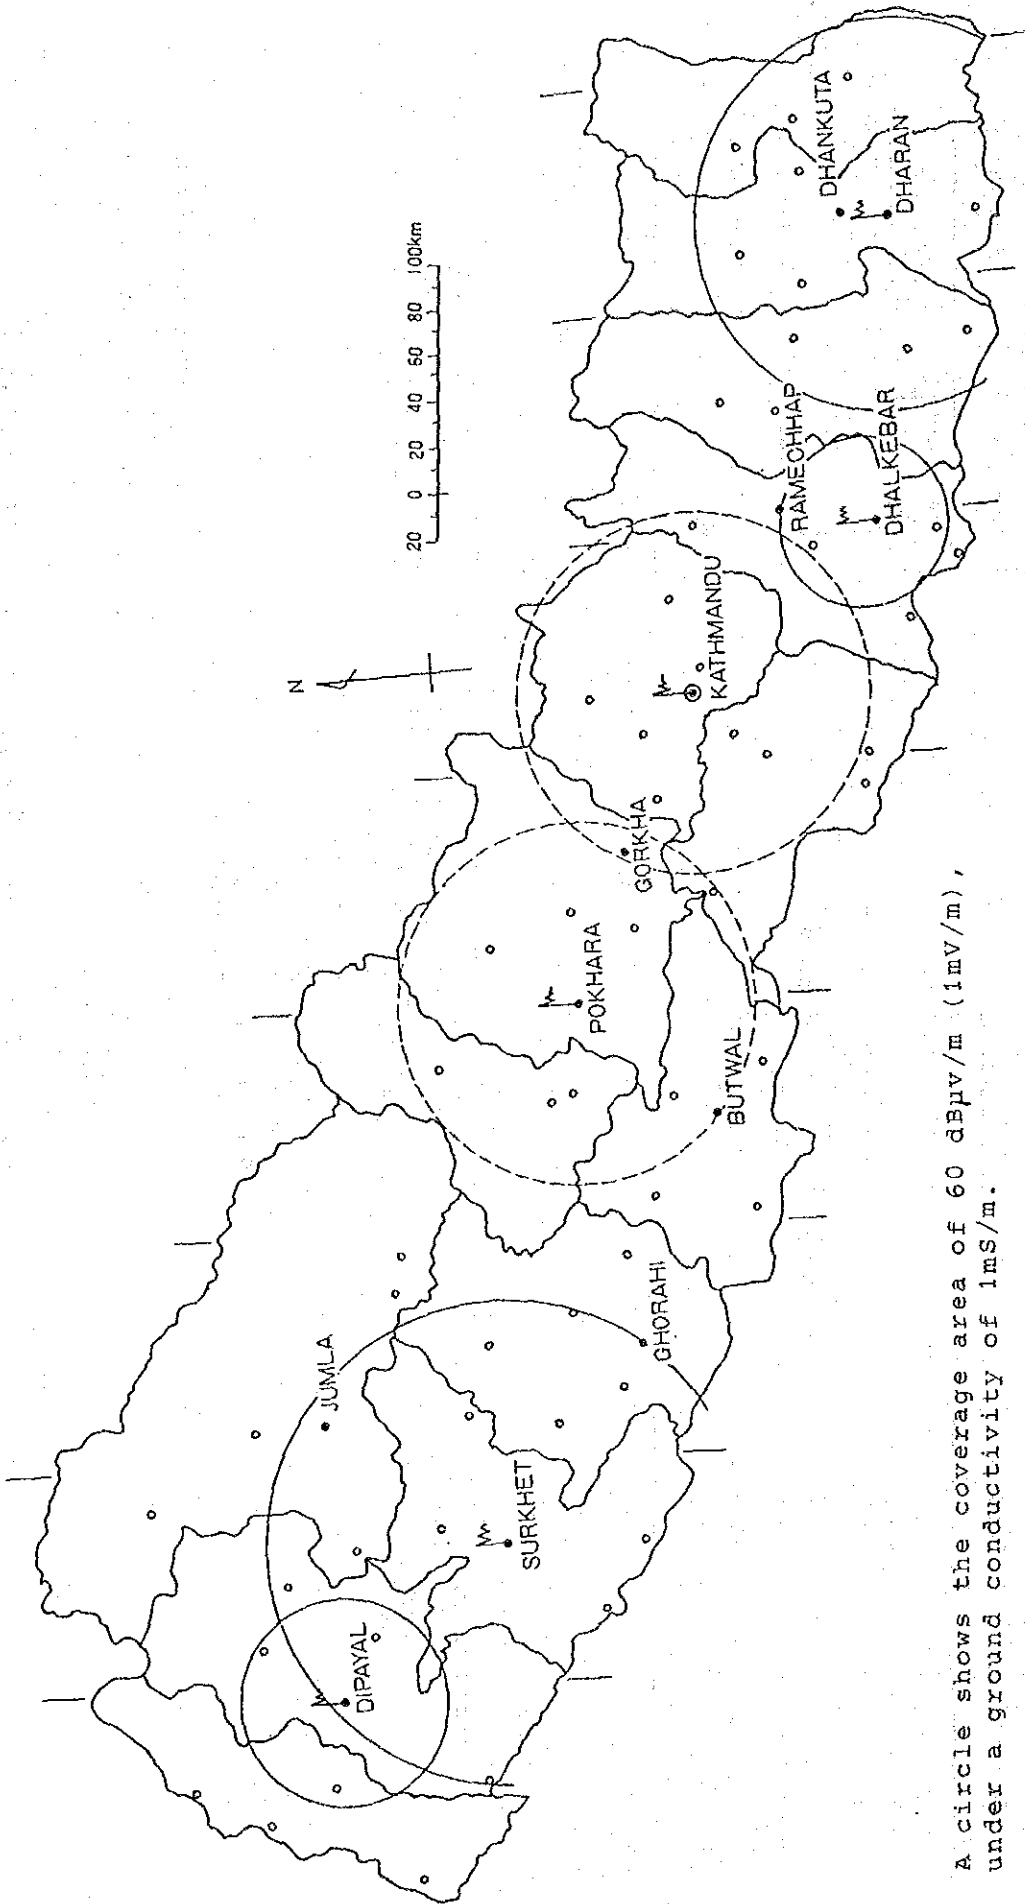 N
20 0 20 40 60 80 100km
DIPAYAL
JUMLA
SURKHET
GHORAHI
POKHARA
BUTWAL
GORKHA
KATHMANDU
RAMECHHAP
DHALKEBAR
DHANKUTA
DHARAN
A circle shows the coverage area of 60 dBμv/m (1mV/m),
under a ground conductivity of 1mS/m.